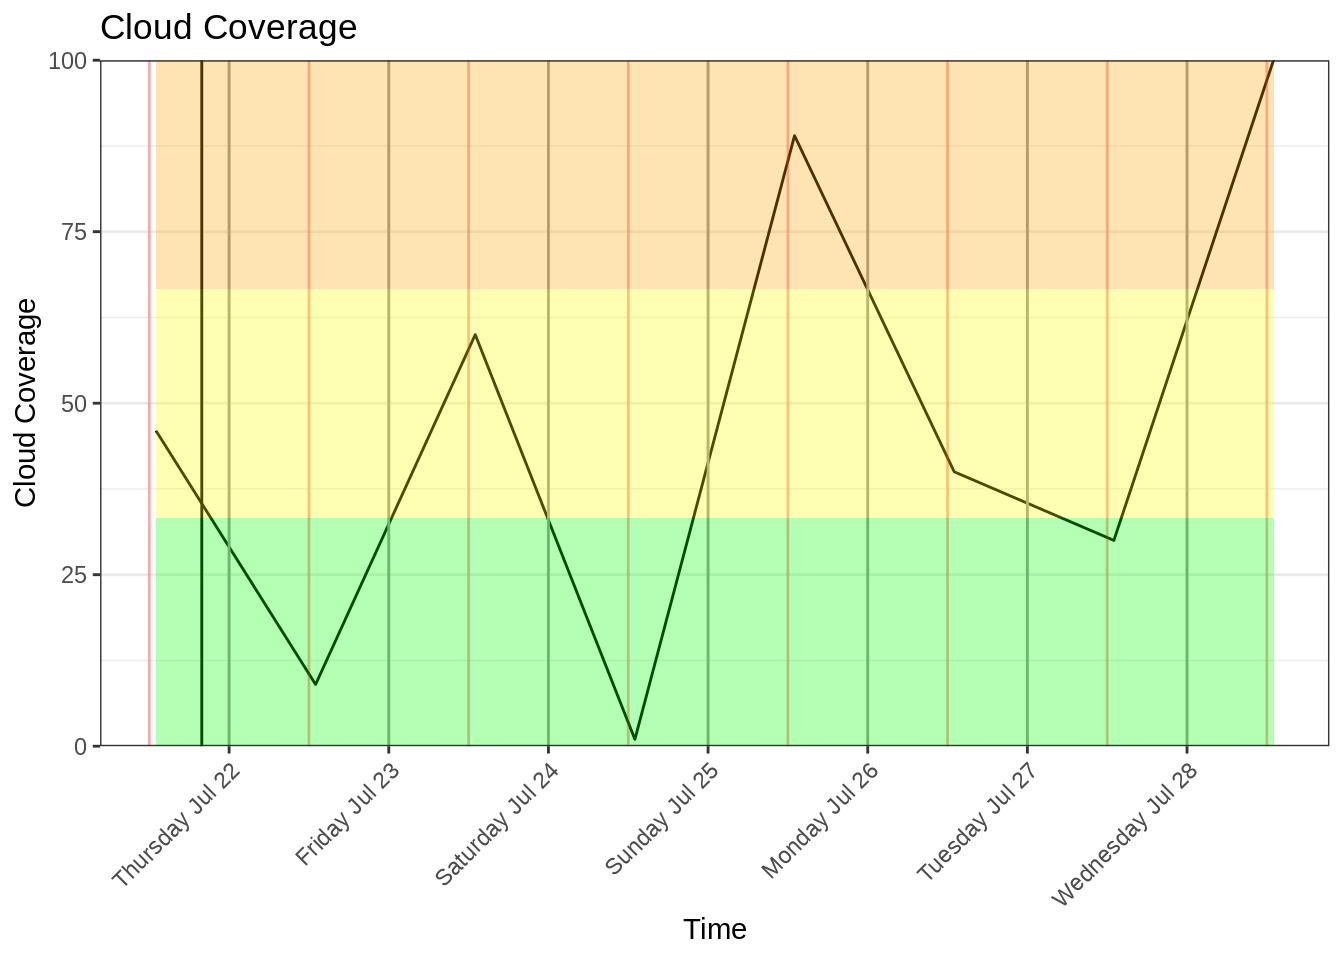 Cloud Coverage
Cloud Coverage
100
75
50
25
0
Thursday Jul 22
Friday Jul 23
Saturday Jul 24
Sunday Jul 25
Monday Jul 26
Tuesday Jul 27
Wednesday Jul 28
Time